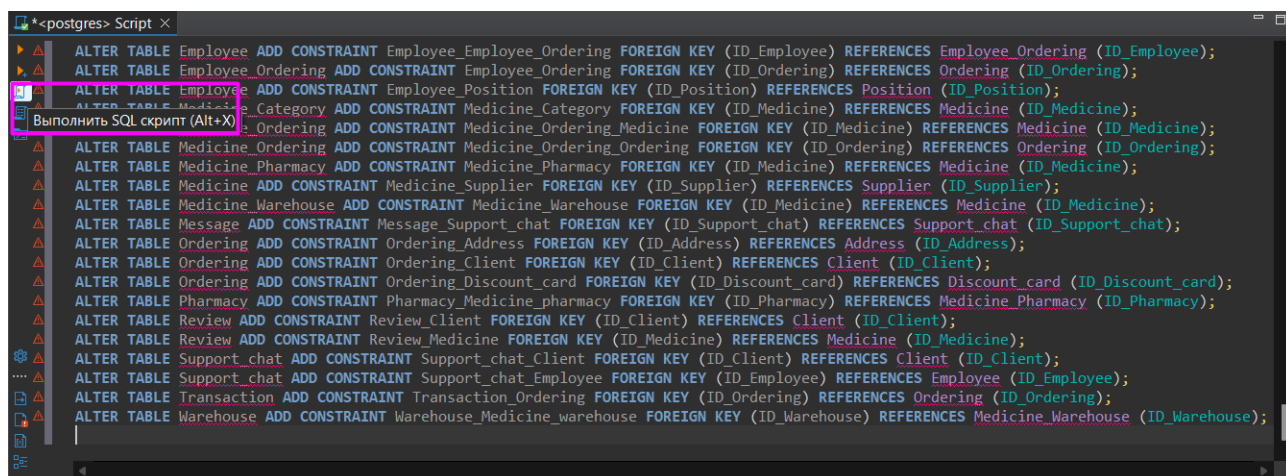 *<postgres> Script
ALTER TABLE Employee ADD CONSTRAINT Employee_Employee_Ordering FOREIGN KEY (ID_Employee) REFERENCES Employee_Ordering (ID_Employee);
ALTER TABLE Employee_Ordering ADD CONSTRAINT Employee_Ordering FOREIGN KEY (ID_Ordering) REFERENCES Ordering (ID_Ordering);
ALTER TABLE Employee ADD CONSTRAINT Employee_Position FOREIGN KEY (ID_Position) REFERENCES Position (ID_Position);
ALTER TABLE Medicine_Category ADD CONSTRAINT Medicine_Category FOREIGN KEY (ID_Medicine) REFERENCES Medicine (ID_Medicine);
Выполнить SQL скрипт (Alt+X)
e_Ordering ADD CONSTRAINT Medicine_Ordering_Medicine FOREIGN KEY (ID_Medicine) REFERENCES Medicine (ID_Medicine);
ALTER TABLE Medicine_Ordering ADD CONSTRAINT Medicine_Ordering_Ordering FOREIGN KEY (ID_Ordering) REFERENCES Ordering (ID_Ordering);
ALTER TABLE Medicine_Pharmacy ADD CONSTRAINT Medicine_Pharmacy FOREIGN KEY (ID_Medicine) REFERENCES Medicine (ID_Medicine);
ALTER TABLE Medicine ADD CONSTRAINT Medicine_Supplier FOREIGN KEY (ID_Supplier) REFERENCES Supplier (ID_Supplier);
ALTER TABLE Medicine_Warehouse ADD CONSTRAINT Medicine_Warehouse FOREIGN KEY (ID_Medicine) REFERENCES Medicine (ID_Medicine);
ALTER TABLE Message ADD CONSTRAINT Message_Support_chat FOREIGN KEY (ID_Support_chat) REFERENCES Support_chat (ID_Support_chat);
ALTER TABLE Ordering ADD CONSTRAINT Ordering_Address FOREIGN KEY (ID_Address) REFERENCES Address (ID_Address);
ALTER TABLE Ordering ADD CONSTRAINT Ordering_Client FOREIGN KEY (ID_Client) REFERENCES Client (ID_Client);
ALTER TABLE Ordering ADD CONSTRAINT Ordering_Discount_card FOREIGN KEY (ID_Discount_card) REFERENCES Discount_card (ID_Discount_card);
ALTER TABLE Pharmacy ADD CONSTRAINT Pharmacy_Medicine_pharmacy FOREIGN KEY (ID_Pharmacy) REFERENCES Medicine_Pharmacy (ID_Pharmacy);
ALTER TABLE Review ADD CONSTRAINT Review_Client FOREIGN KEY (ID_Client) REFERENCES Client (ID_Client);
ALTER TABLE Review ADD CONSTRAINT Review_Medicine FOREIGN KEY (ID_Medicine) REFERENCES Medicine (ID_Medicine);
ALTER TABLE Support_chat ADD CONSTRAINT Support_chat_Client FOREIGN KEY (ID_Client) REFERENCES Client (ID_Client);
ALTER TABLE Support_chat ADD CONSTRAINT Support_chat_Employee FOREIGN KEY (ID_Employee) REFERENCES Employee (ID_Employee);
ALTER TABLE Transaction ADD CONSTRAINT Transaction_Ordering FOREIGN KEY (ID_Ordering) REFERENCES Ordering (ID_Ordering);
ALTER TABLE Warehouse ADD CONSTRAINT Warehouse_Medicine_warehouse FOREIGN KEY (ID_Warehouse) REFERENCES Medicine_Warehouse (ID_Warehouse);